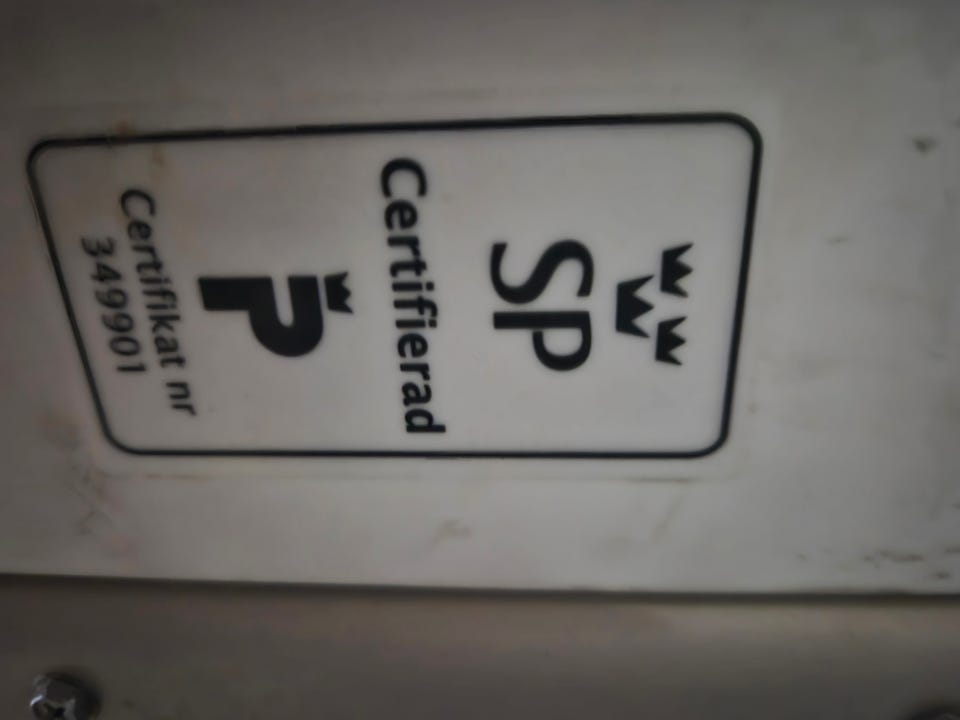 SP
Certifierad
P
Certifikat nr
349901